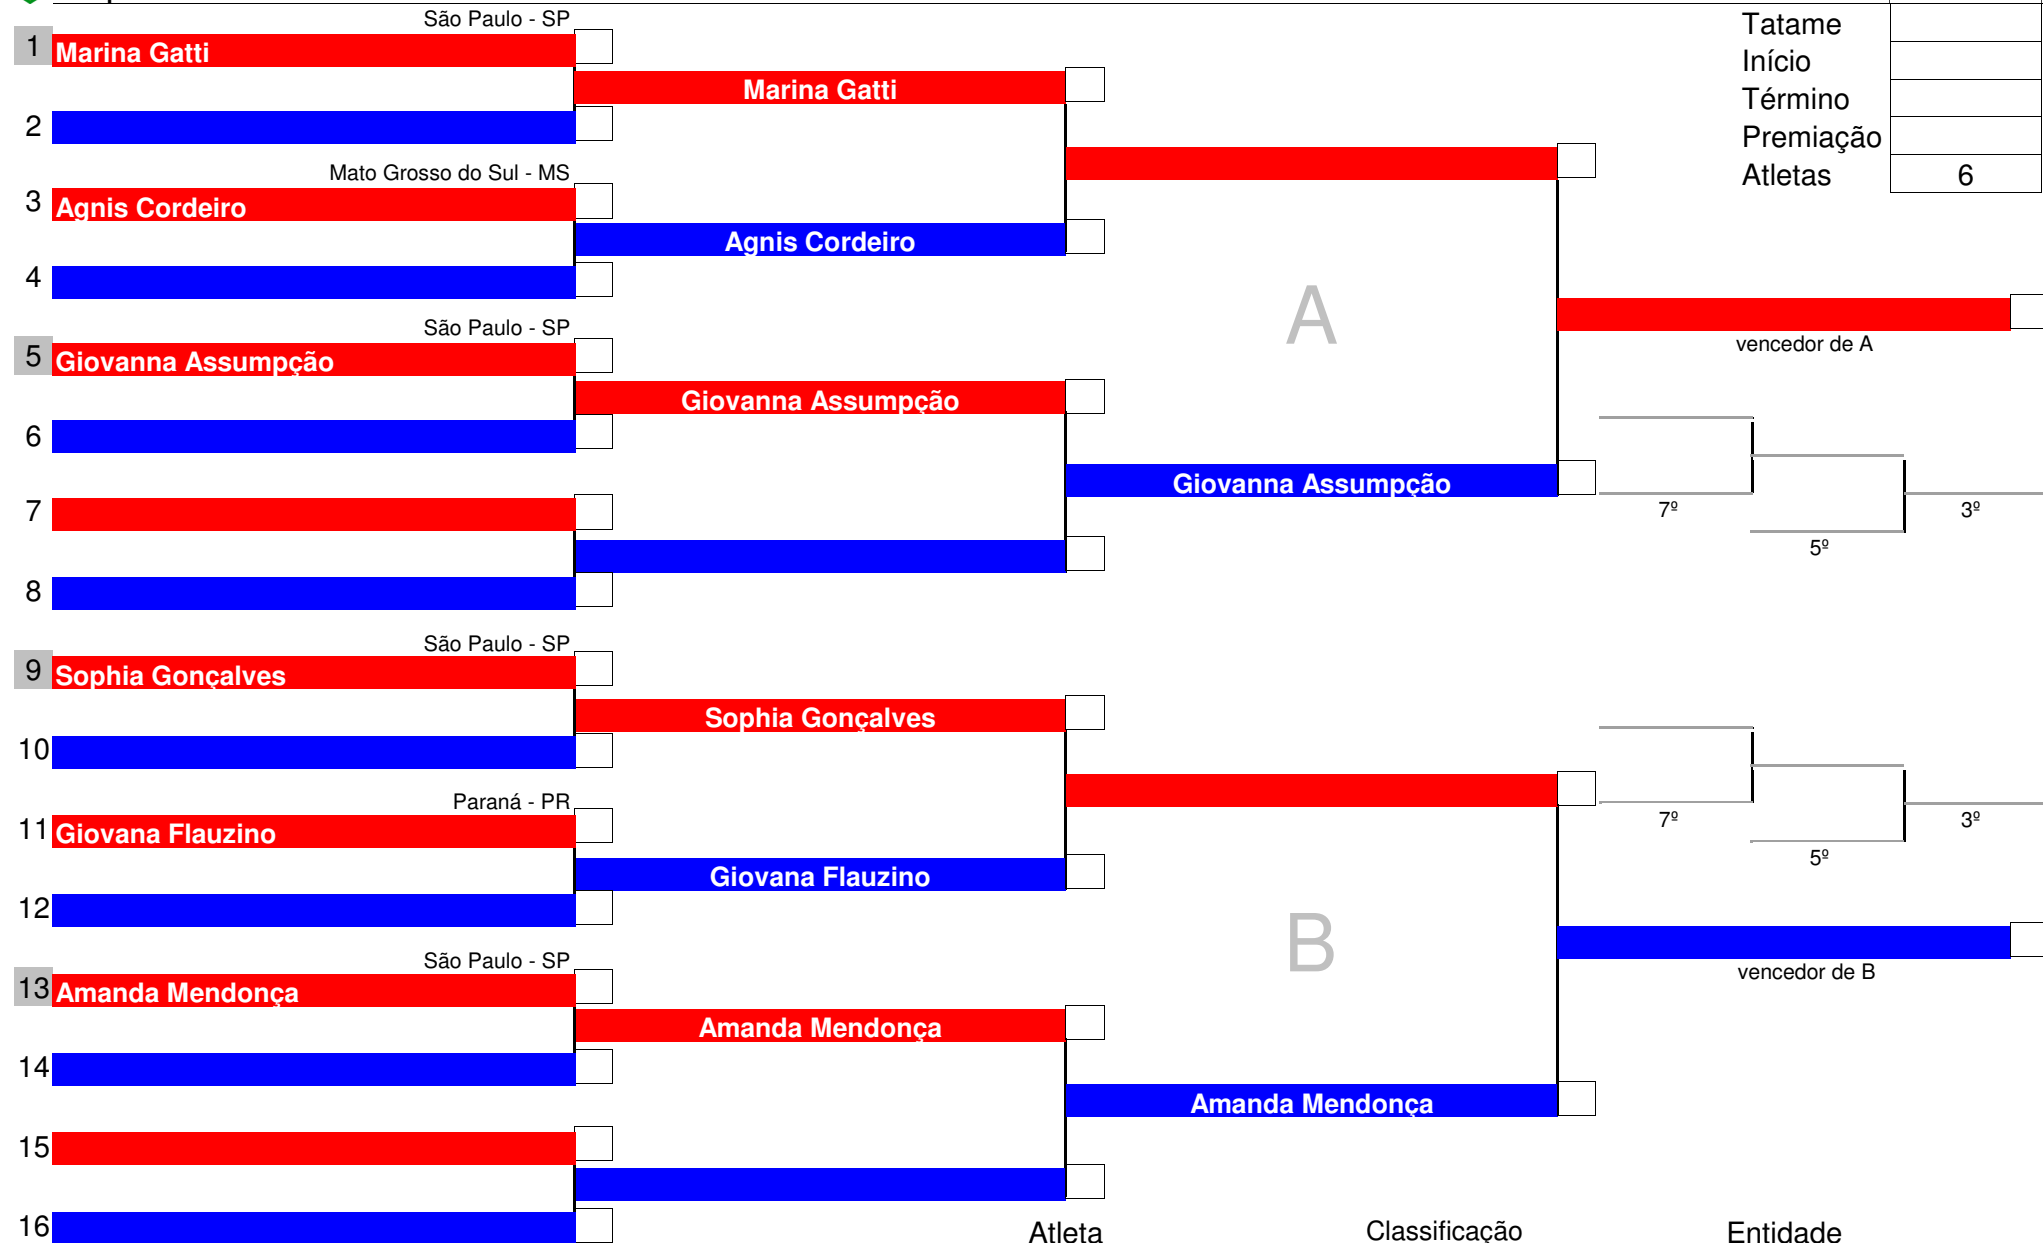 São Paulo - SP
Tatame
1 Marina Gatti
Início
Marina Gatti
Término
2
Premiação
Mato Grosso do Sul - MS
Atletas 6
3 Agnis Cordeiro
Agnis Cordeiro
4
A
São Paulo - SP
vencedor de A
5 Giovanna Assumpção
Giovanna Assumpção
6
Giovanna Assumpção
7
7º 3º
5º
8
São Paulo - SP
9 Sophia Gonçalves
Sophia Gonçalves
10
Paraná - PR
7º 3º
11 Giovana Flauzino
5º
Giovana Flauzino
12
B
São Paulo - SP
vencedor de B
13 Amanda Mendonça
Amanda Mendonça
14
Amanda Mendonça
15
16
Atleta Classificação Entidade